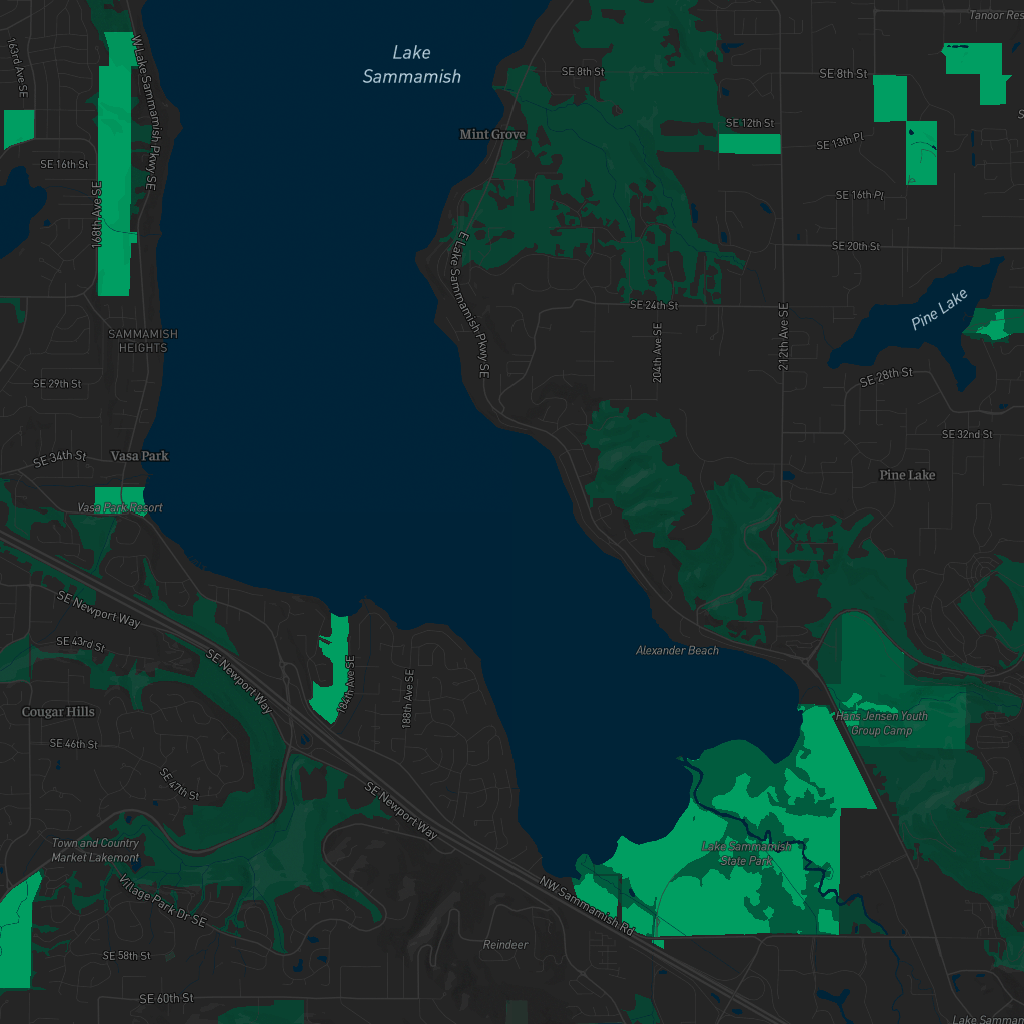 Tanoor Res
Lake
Sammamish
163rd Ave SE
W Lake Sammamish Pkwy SE
SE 8th St
SE 8th St
SE 12th St
Mint Grove
SE 13th Pl
S
SE 16th St
168th Ave SE
SE 16th Pl
SE 20th St
E Lake Sammamish Pkwy SE
Pine Lake
SE 24th St
SAMMAMISH
HEIGHTS
204th Ave SE
212th Ave SE
SE 29th St
SE 28th St
SE 32nd St
SE 34th St
Vasa Park
Pine Lake
Vasa Park Resort
SE Newport Way
SE 43rd St
SE Newport Way
Alexander Beach
184th Ave SE
188th Ave SE
Cougar Hills
Hans Jensen Youth
Group Camp
SE 46th St
SE 47th St
SE Newport Way
Town and Country
Market Lakemont
Lake Sammamish
State Park
Village Park Dr SE
NW Sammamish Rd
Reindeer
SE 58th St
SE 60th St
Lake Samman